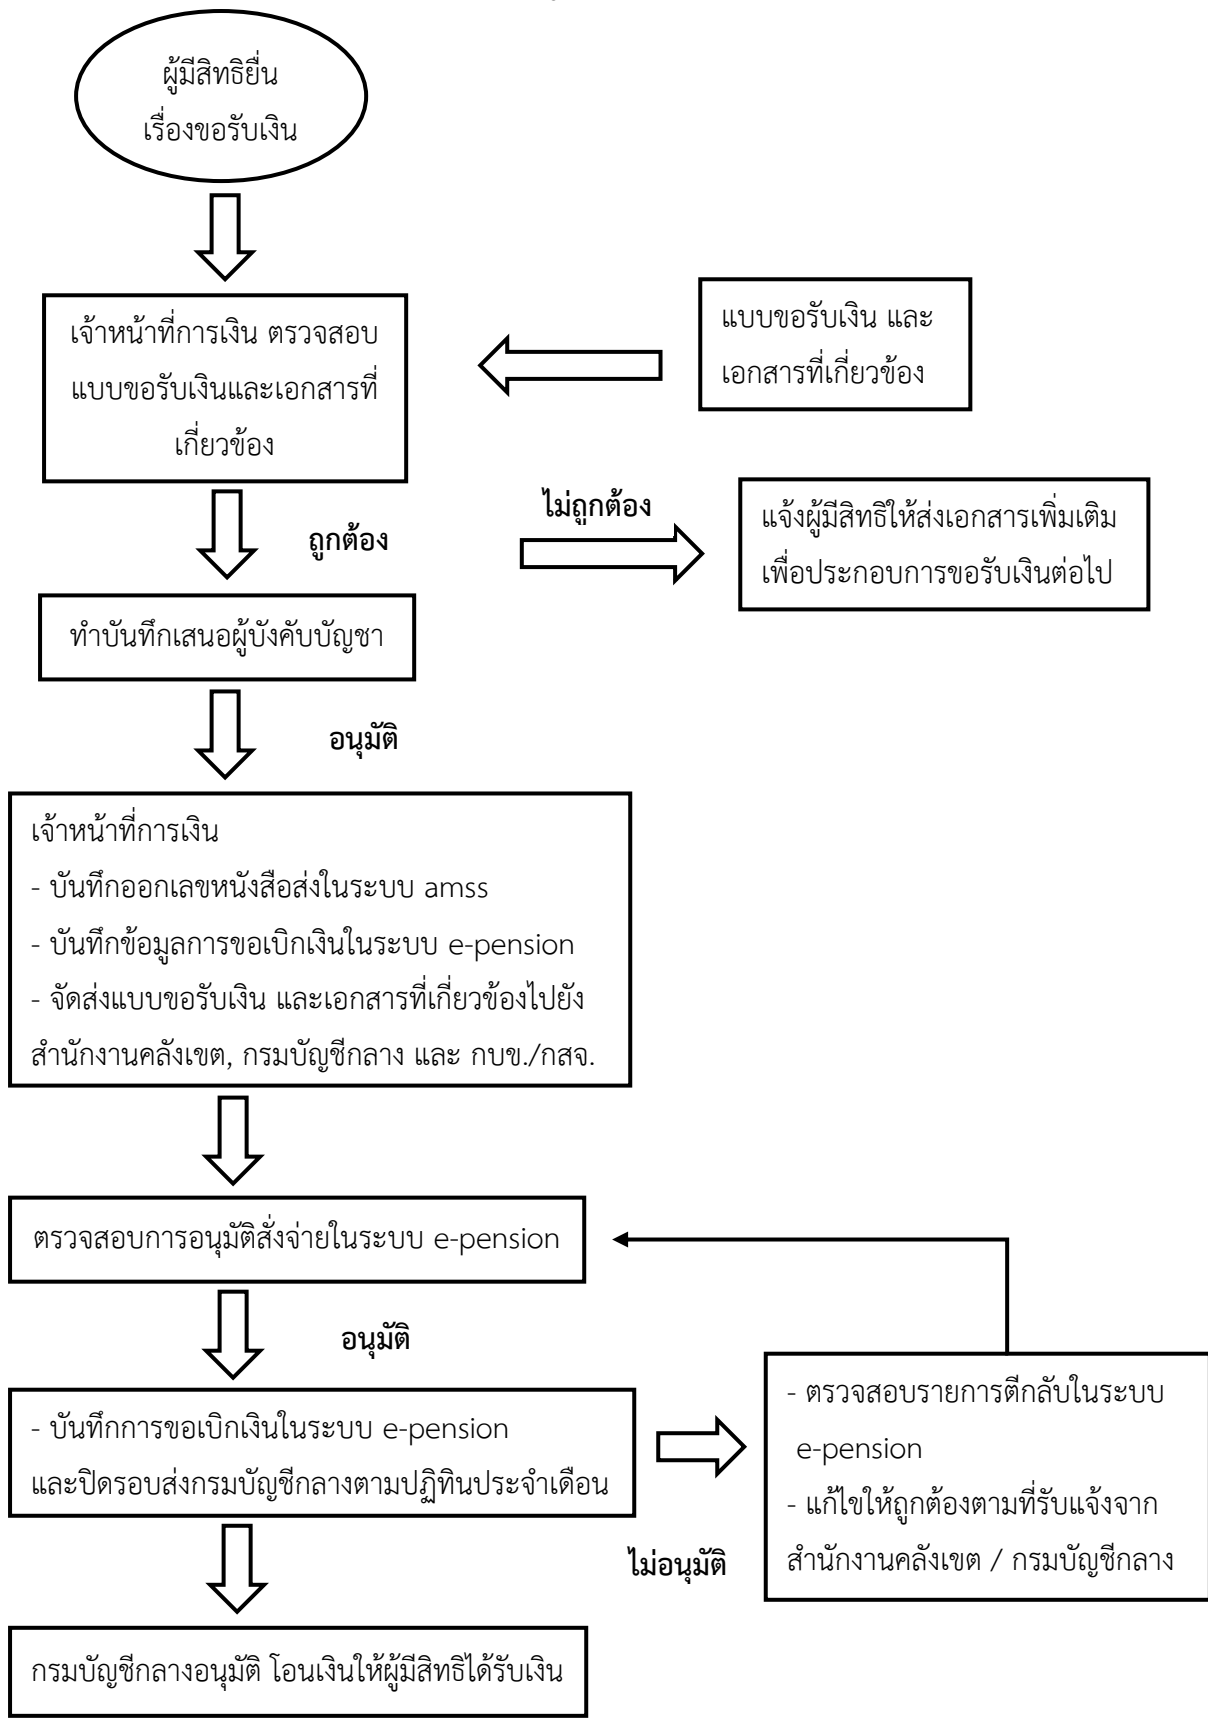 ผู้มีสิทธิยื่น
เรื่องขอรับเงิน
เจ้าหน้าที่การเงิน ตรวจสอบ
แบบขอรับเงินและเอกสารที่
เกี่ยวข้อง
แบบขอรับเงิน และ
เอกสารที่เกี่ยวข้อง
ถูกต้อง
ไม่ถูกต้อง
แจ้งผู้มีสิทธิให้ส่งเอกสารเพิ่มเติม
เพื่อประกอบการขอรับเงินต่อไป
ทำบันทึกเสนอผู้บังคับบัญชา
อนุมัติ
เจ้าหน้าที่การเงิน
- บันทึกออกเลขหนังสือส่งในระบบ amss
- บันทึกข้อมูลการขอเบิกเงินในระบบ e-pension
- จัดส่งแบบขอรับเงิน และเอกสารที่เกี่ยวข้องไปยัง
สำนักงานคลังเขต, กรมบัญชีกลาง และ กบข./กสจ.
ตรวจสอบการอนุมัติสั่งจ่ายในระบบ e-pension
อนุมัติ
- บันทึกการขอเบิกเงินในระบบ e-pension
และปิดรอบส่งกรมบัญชีกลางตามปฏิทินประจำเดือน
ไม่อนุมัติ
- ตรวจสอบรายการตีกลับในระบบ
e-pension
- แก้ไขให้ถูกต้องตามที่รับแจ้งจาก
สำนักงานคลังเขต / กรมบัญชีกลาง
กรมบัญชีกลางอนุมัติ โอนเงินให้ผู้มีสิทธิได้รับเงิน